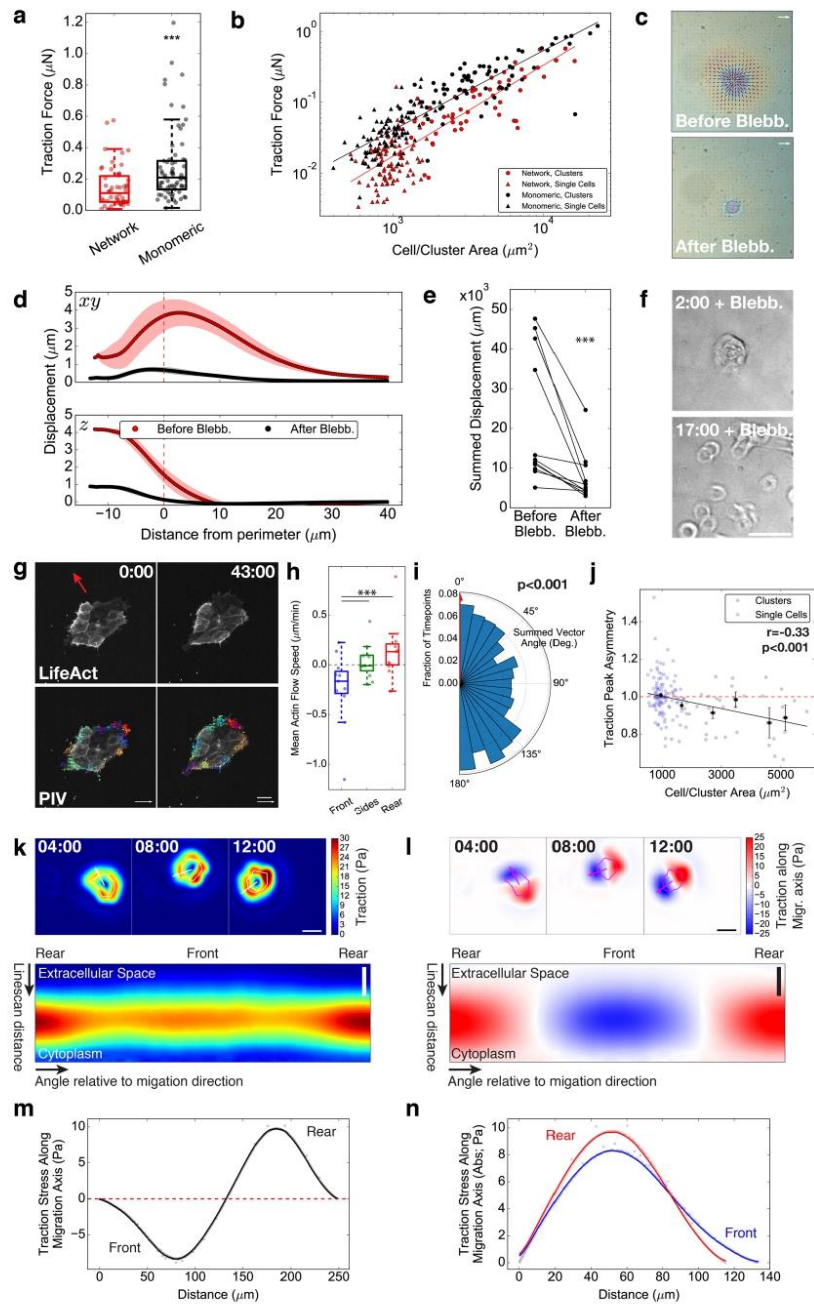 a
Traction Force (μN)
1.2
1.0
0.8
0.6
0.4
0.2
0.0
***
Network
Monomeric
b
Traction Force (μN)
10⁰
10⁻¹
10⁻²
Network, Clusters
Network, Single Cells
Monomeric, Clusters
Monomeric, Single Cells
10³
10⁴
Cell/Cluster Area (μm²)
c
Before Blebb.
After Blebb.
d
Displacement (μm)
xy
5
4
3
2
1
0
z
5
4
3
2
1
0
Before Blebb.
After Blebb.
−10
0
10
20
30
40
Distance from perimeter (μm)
e
x10³
Summed Displacement (μm)
50
40
30
20
10
0
***
Before
Blebb.
After
Blebb.
f
2:00 + Blebb.
17:00 + Blebb.
g
0:00
43:00
LifeAct
PIV
h
Mean Actin Flow Speed (μm/min)
0.5
0.0
−0.5
−1.0
***
Front
Sides
Rear
i
p<0.001
Fraction of Timepoints
0.08
0.06
0.04
0.02
0.00
0°
45°
90°
135°
180°
Summed Vector
Angle (Deg.)
j
Traction Peak Asymmetry
1.4
1.2
1.0
0.8
Clusters
Single Cells
r=-0.33
p<0.001
1000
3000
5000
Cell/Cluster Area (μm²)
k
04:00
08:00
12:00
30
27
24
21
18
15
12
9
6
3
0
Traction (Pa)
Rear
Front
Rear
Linescan distance
Extracellular Space
Cytoplasm
Angle relative to migation direction
l
04:00
08:00
12:00
25
20
15
10
5
0
−5
−10
−15
−20
−25
Traction along
Migr. axis (Pa)
Rear
Front
Rear
Linescan distance
Extracellular Space
Cytoplasm
Angle relative to migation direction
m
Traction Stress Along
Migration Axis (Pa)
10
5
0
−5
Front
Rear
0
50
100
150
200
250
Distance (μm)
n
Traction Stress Along
Migration Axis (Abs; Pa)
10
8
6
4
2
0
Rear
Front
0
20
40
60
80
100
120
140
Distance (μm)